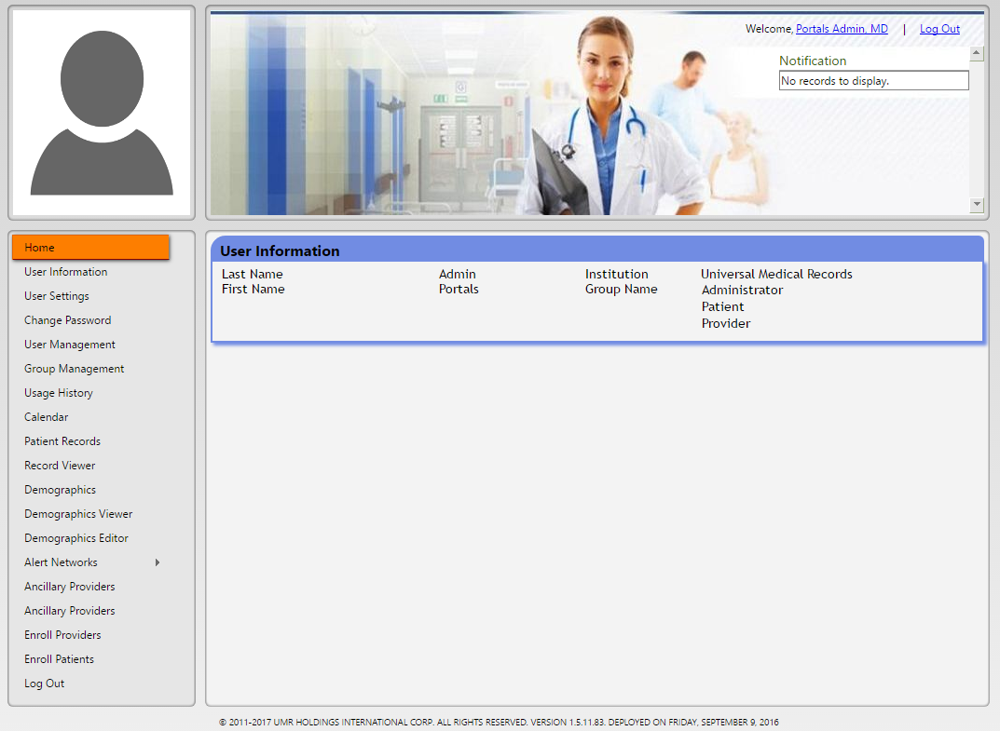 Welcome, Portals Admin, MD | Log Out
Notification
No records to display.
Home
User Information
User Settings
Change Password
User Management
Group Management
Usage History
Calendar
Patient Records
Record Viewer
Demographics
Demographics Viewer
Demographics Editor
Alert Networks
Ancillary Providers
Ancillary Providers
Enroll Providers
Enroll Patients
Log Out
User Information
Last Name Admin Institution Universal Medical Records
First Name Portals Group Name Administrator
Patient
Provider
© 2011-2017 UMR HOLDINGS INTERNATIONAL CORP. ALL RIGHTS RESERVED. VERSION 1.5.11.83. DEPLOYED ON FRIDAY, SEPTEMBER 9, 2016